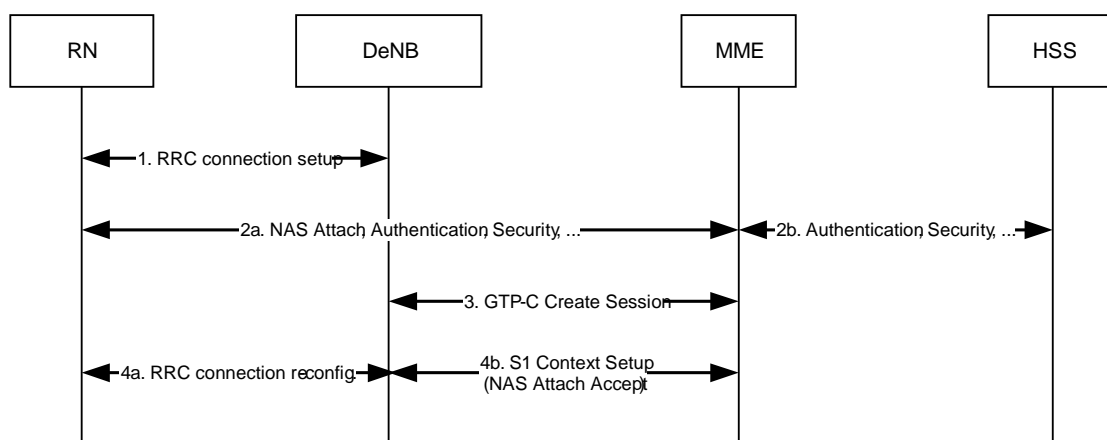 RN
DeNB
MME
HSS
1. RRC connection setup
2a. NAS Attach, Authentication, Security, ...
2b. Authentication, Security, ...
3. GTP-C Create Session
4a. RRC connection reconfig.
4b. S1 Context Setup
(NAS Attach Accept)